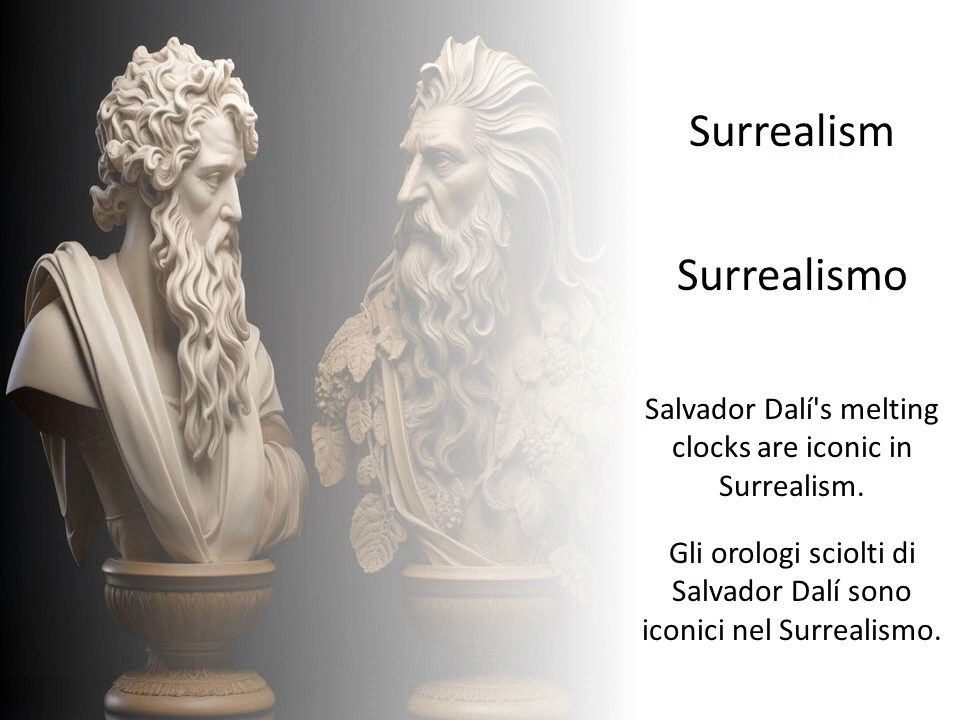 Surrealism
Surrealismo
Salvador Dalí's melting
clocks are iconic in
Surrealism.
Gli orologi sciolti di
Salvador Dalí sono
iconici nel Surrealismo.